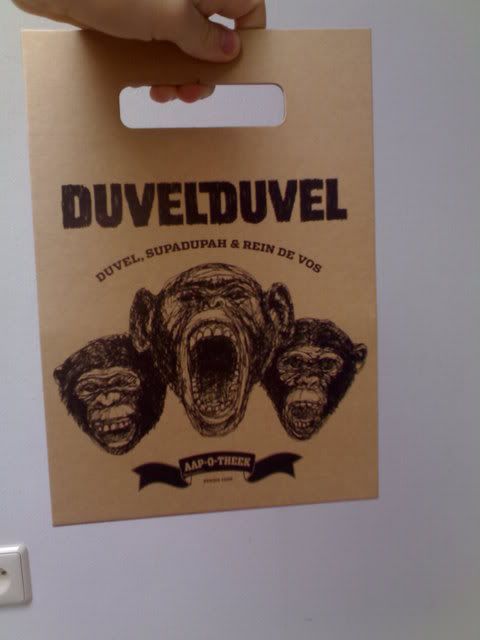 DUVELDUVEL
DUVEL, SUPADUPAH & REIN DE VOS
AAP-O-THEEK